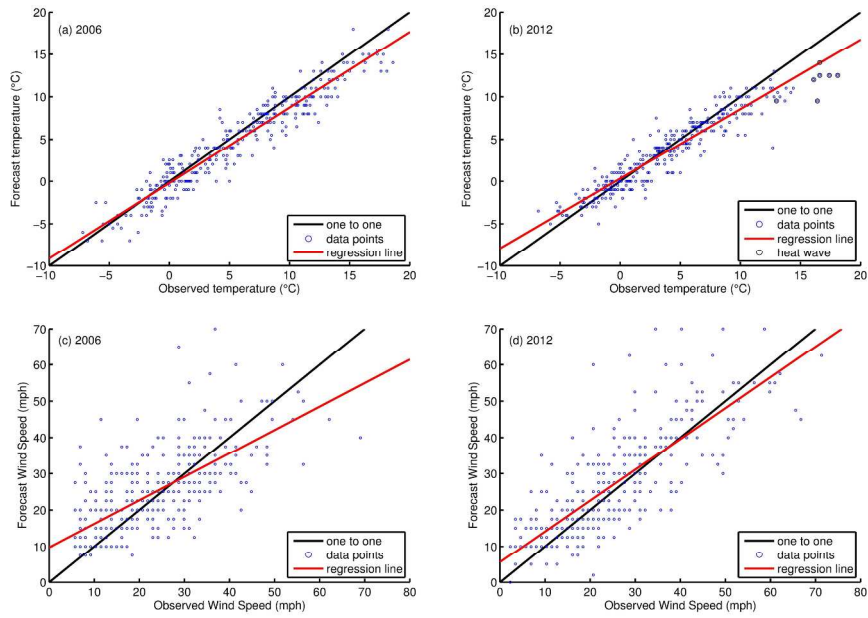 (a) 2006
(b) 2012
20
15
10
5
0
−5
−10
Forecast temperature (°C)
−10 −5 0 5 10 15 20
Observed temperature (°C)
one to one
data points
regression line
20
15
10
5
0
−5
−10
Forecast temperature (°C)
−10 −5 0 5 10 15 20
Observed temperature (°C)
one to one
data points
regression line
heat wave
(c) 2006
(d) 2012
70
60
50
40
30
20
10
0
Forecast Wind Speed (mph)
0 10 20 30 40 50 60 70 80
Observed Wind Speed (mph)
one to one
data points
regression line
70
60
50
40
30
20
10
0
Forecast Wind Speed (mph)
0 10 20 30 40 50 60 70 80
Observed Wind Speed (mph)
one to one
data points
regression line